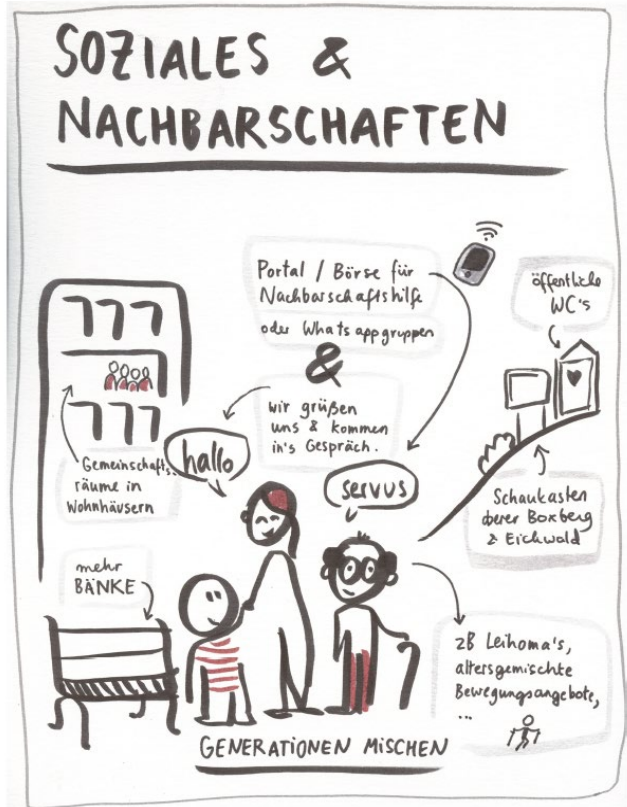 SOZIALES &
NACHBARSCHAFTEN
Portal / Börse für
Nachbarschaftshilfe
oder Whatsappgruppen
&
wir grüßen
uns & kommen
in's Gespräch.
öffentliche
WC's
Gemeinschafts-
räume in
Wohnhäusern
hallo
servus
Schaukasten
oberer Boxberg
& Eichwald
mehr
BÄNKE
zB Leihoma's,
altersgemischte
Bewegungsangebote,
...
GENERATIONEN MISCHEN